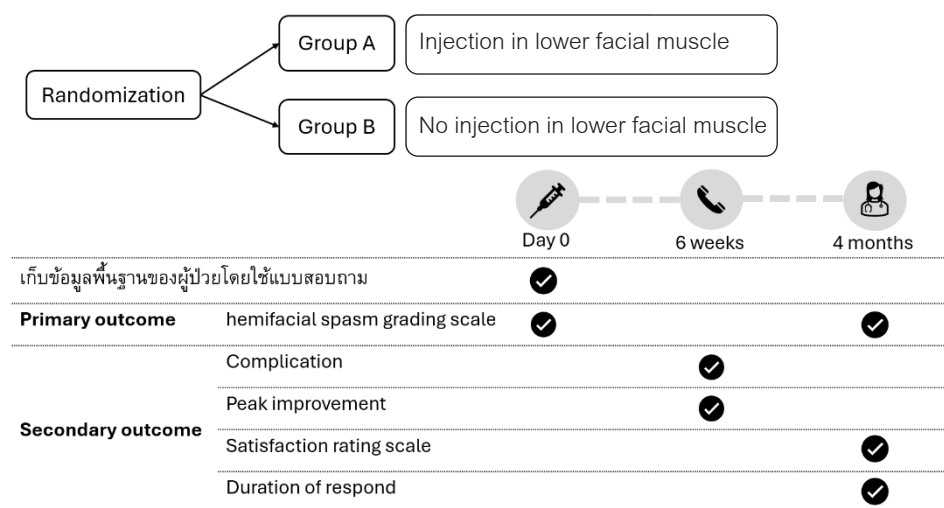 Group A
Injection in lower facial muscle
Randomization
Group B
No injection in lower facial muscle
Day 0
6 weeks
4 months
เก็บข้อมูลพื้นฐานของผู้ป่วยโดยใช้แบบสอบถาม
Primary outcome
hemifacial spasm grading scale
Complication
Peak improvement
Secondary outcome
Satisfaction rating scale
Duration of respond